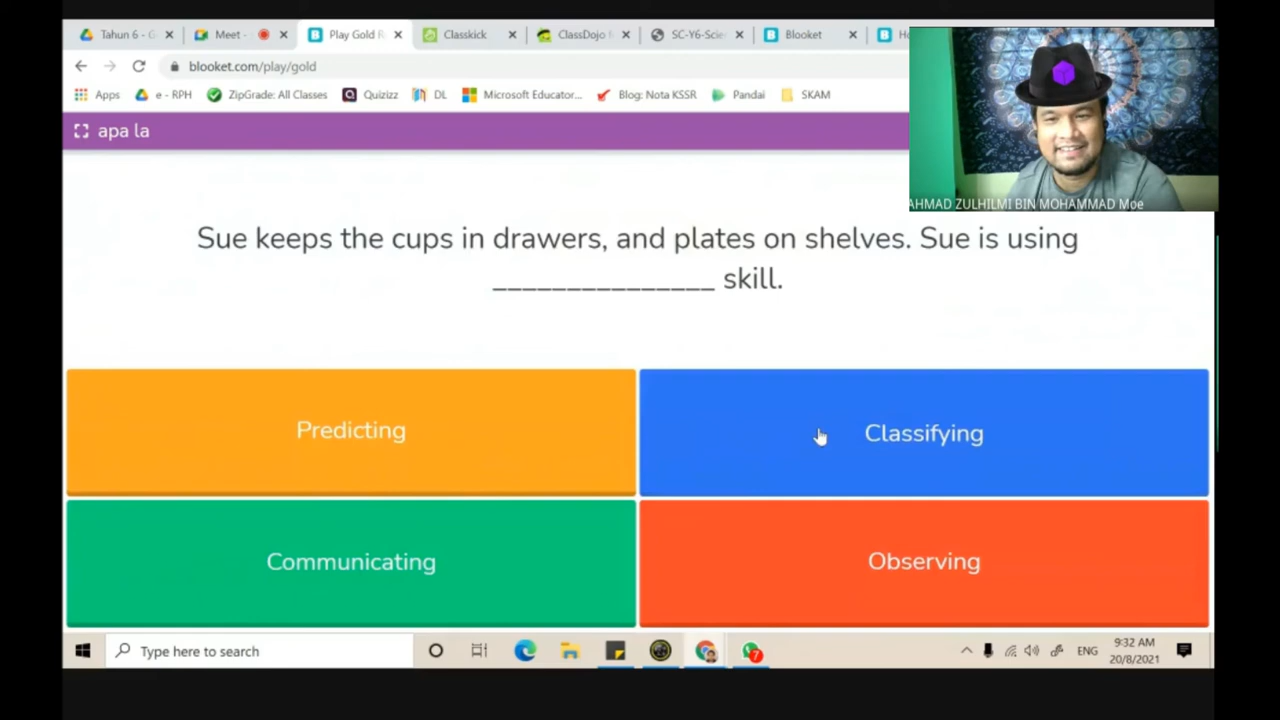 Tahun 6 - G
Meet -
Play Gold R
Classkick
ClassDojo f
SC-Y6-Scie
Blooket
blooket.com/play/gold
Apps
e - RPH
ZipGrade: All Classes
Quizizz
DL
Microsoft Educator...
Blog: Nota KSSR
Pandai
SKAM
apa la
AHMAD ZULHILMI BIN MOHAMMAD Moe
Sue keeps the cups in drawers, and plates on shelves. Sue is using
_______________ skill.
Predicting
Classifying
Communicating
Observing
Type here to search
7
ENG
9:32 AM
20/8/2021